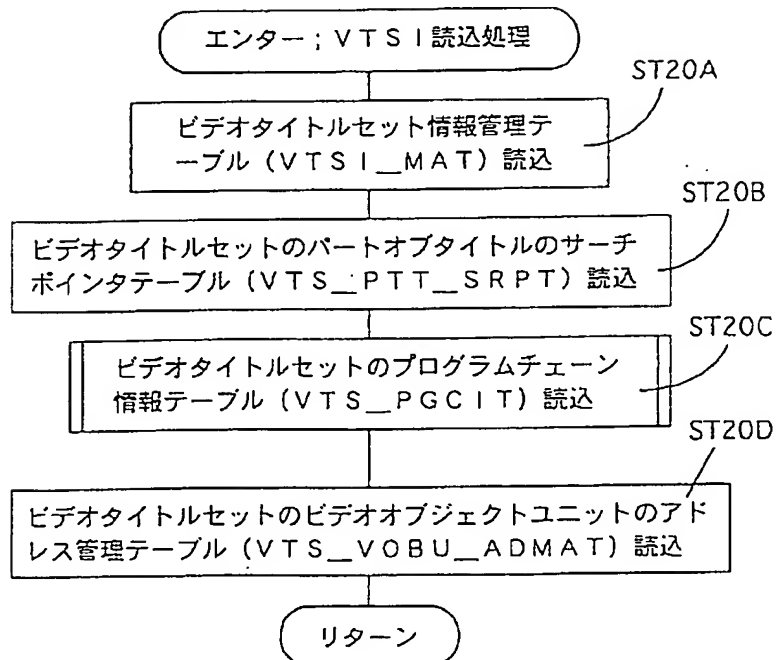 エンター；ＶＴＳＩ読込処理
ST20A
ビデオタイトルセット情報管理テ
ーブル（ＶＴＳＩ＿ＭＡＴ）読込
ST20B
ビデオタイトルセットのパートオブタイトルのサーチ
ポインタテーブル（ＶＴＳ＿ＰＴＴ＿ＳＲＰＴ）読込
ST20C
ビデオタイトルセットのプログラムチェーン
情報テーブル（ＶＴＳ＿ＰＧＣＩＴ）読込
ST20D
ビデオタイトルセットのビデオオブジェクトユニットのアド
レス管理テーブル（ＶＴＳ＿ＶＯＢＵ＿ＡＤＭＡＴ）読込
リターン